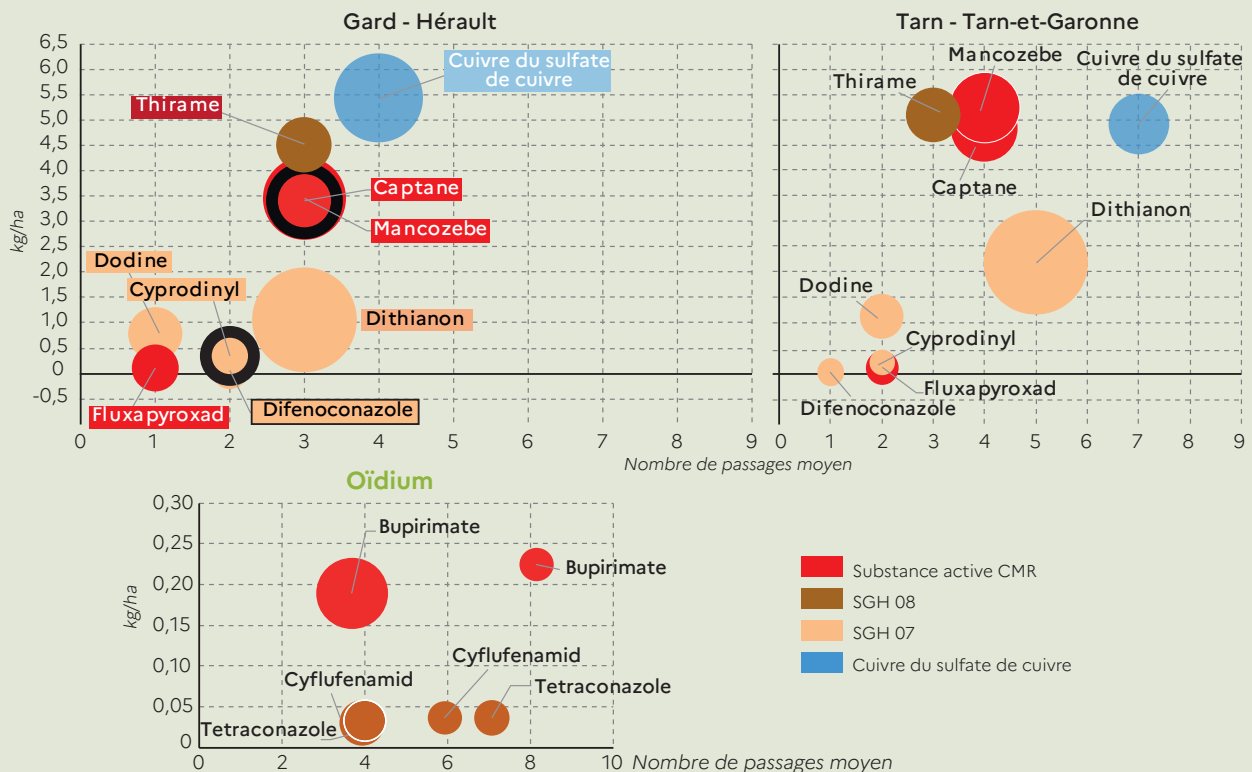 Gard - Hérault
6,5
6,0
5,5
5,0
4,5
4,0
3,5
3,0
2,5
2,0
1,5
1,0
0,5
0
-0,5
kg/ha
Cuivre du sulfate
de cuivre
Thirame
Captane
Mancozebe
Dodine
Cyprodinyl
Dithianon
Fluxapyroxad
Difenoconazole
0
1
2
3
4
5
6
7
8
9
Tarn - Tarn-et-Garonne
Mancozebe
Cuivre du sulfate
de cuivre
Thirame
Captane
Dithianon
Dodine
Cyprodinyl
Fluxapyroxad
Difenoconazole
0
1
2
3
4
5
6
7
8
9
Nombre de passages moyen
Oïdium
0,30
0,25
0,20
0,15
0,10
0,05
0
kg/ha
Bupirimate
Bupirimate
Cyflufenamid
Cyflufenamid
Tetraconazole
Tetraconazole
0
2
4
6
8
10
Nombre de passages moyen
Substance active CMR
SGH 08
SGH 07
Cuivre du sulfate de cuivre